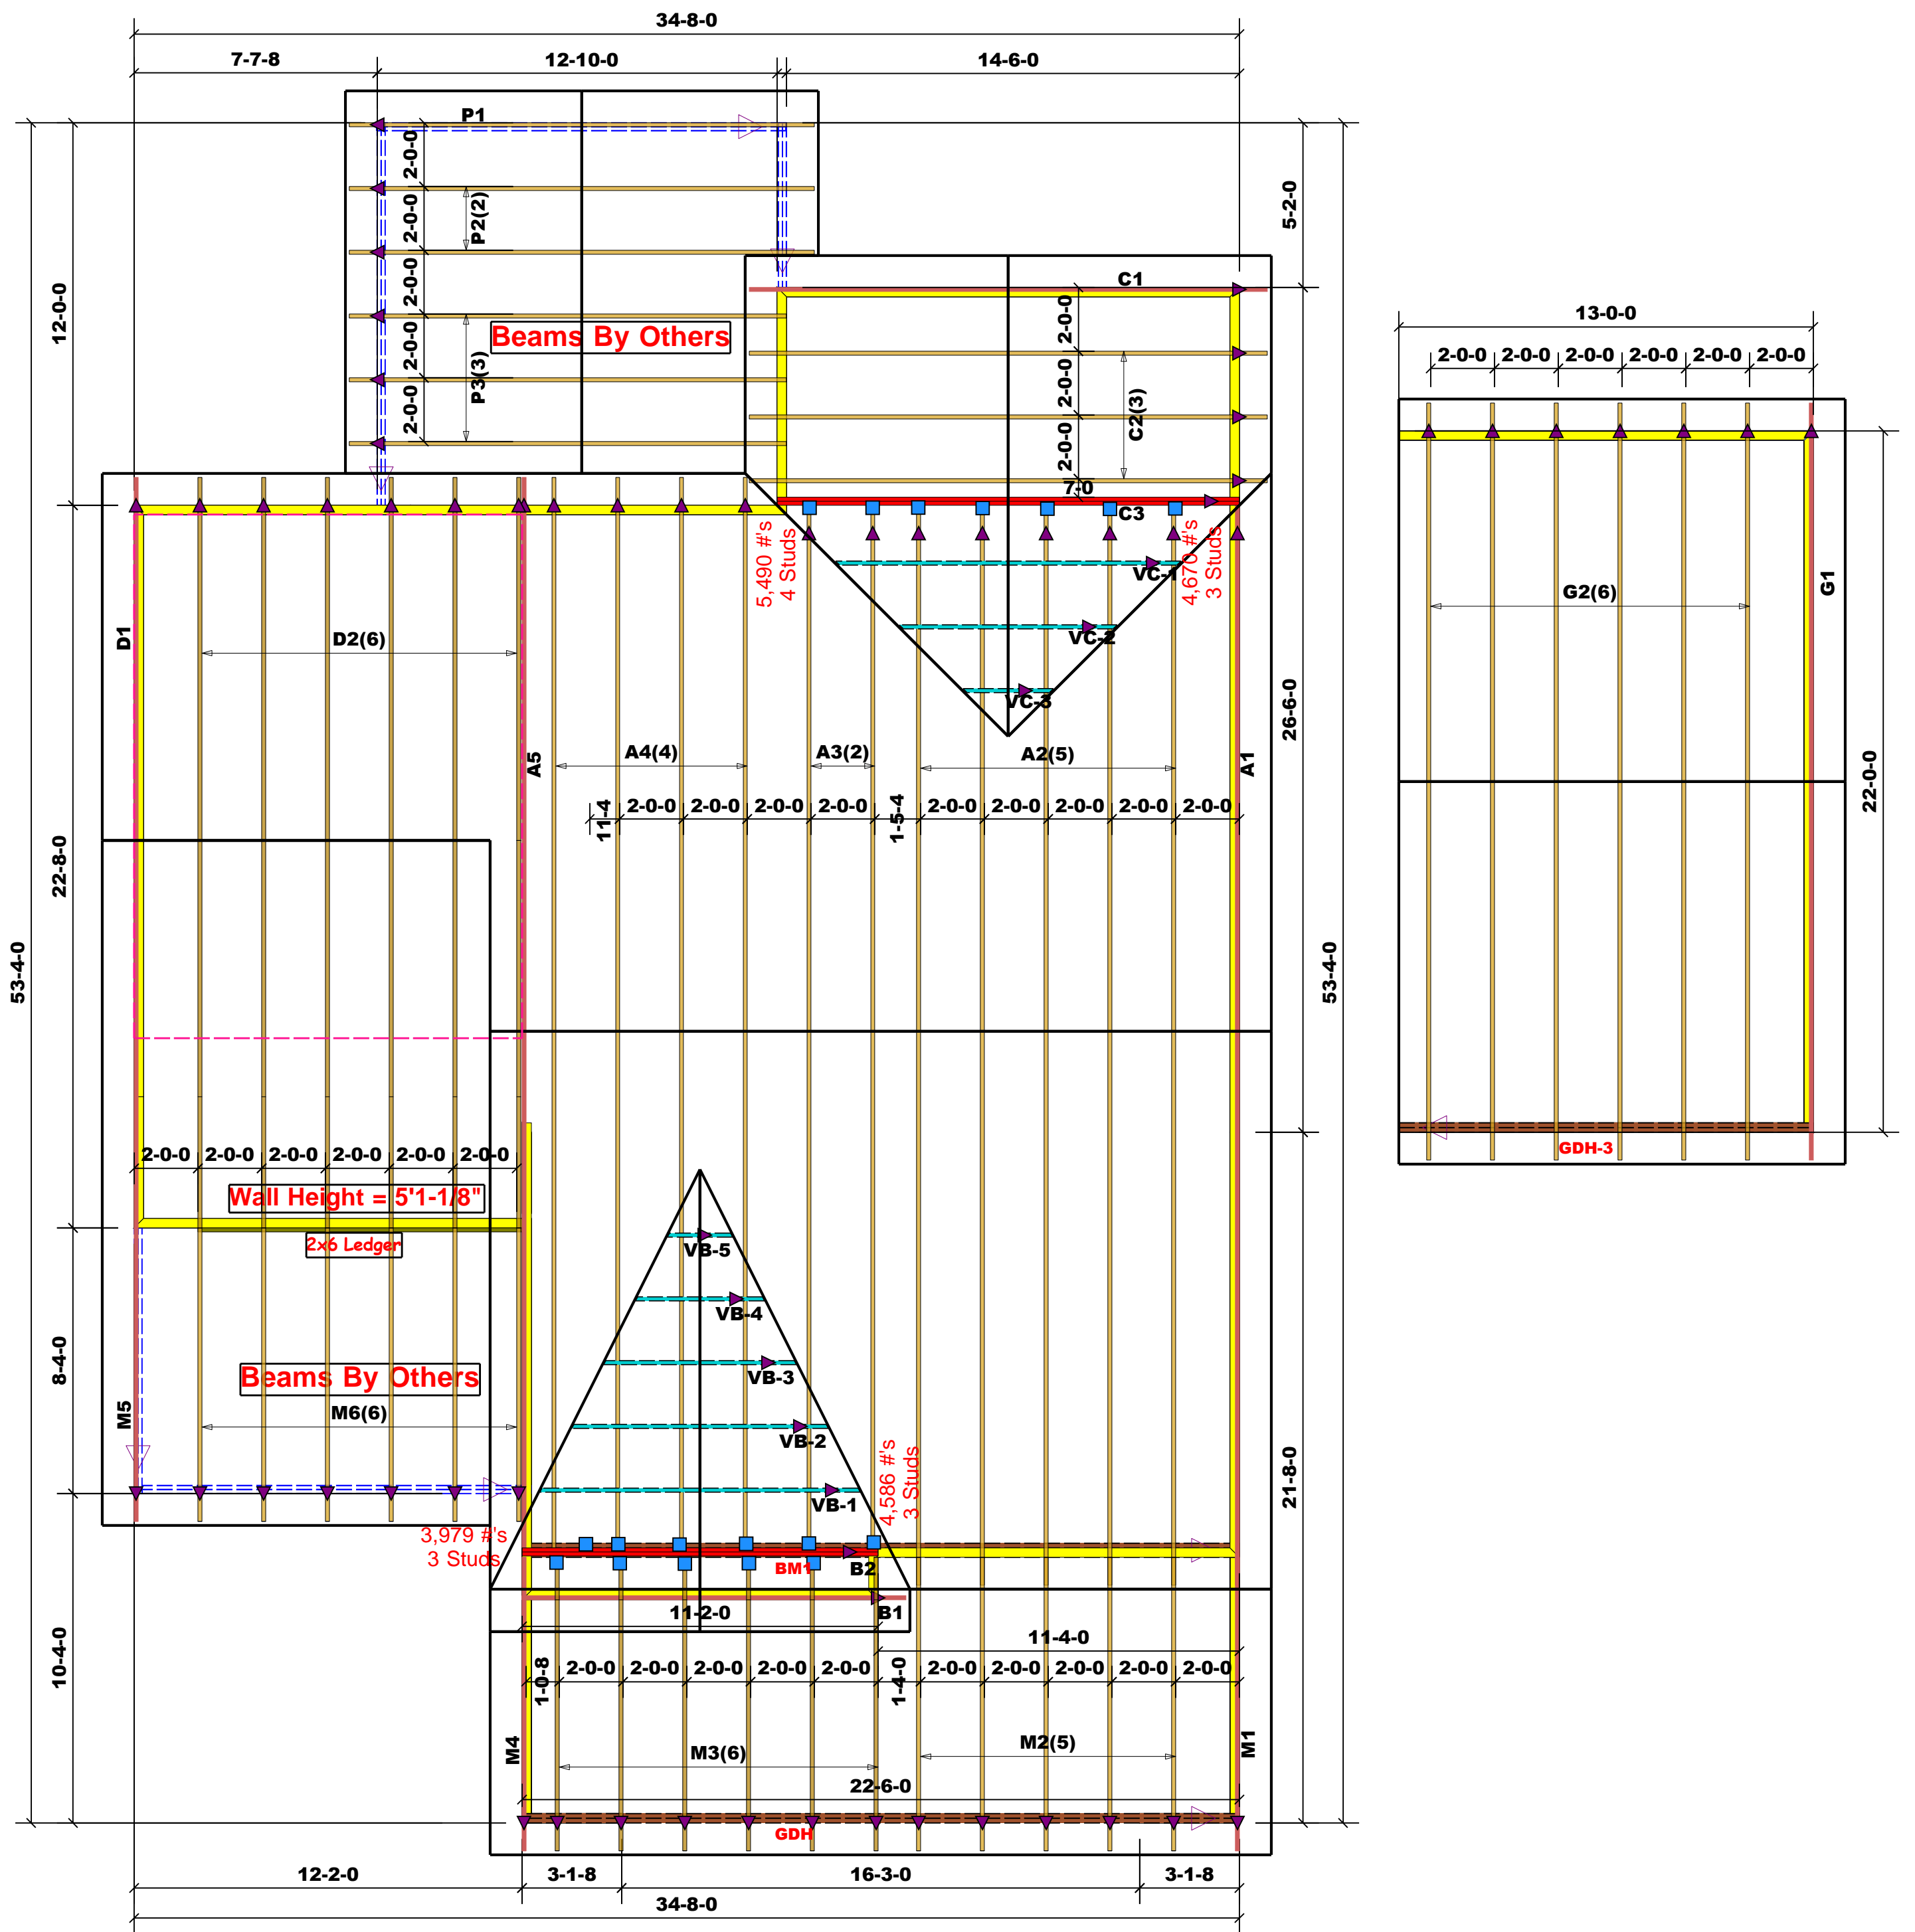 34-8-0
7-7-8
12-10-0
14-6-0
P1
2-0-0
P2(2)
2-0-0
2-0-0
2-0-0
P3(3)
2-0-0
Beams By Others
12-0-0
5-2-0
C1
2-0-0
2-0-0
C2(3)
2-0-0
7-0
C3
13-0-0
2-0-0 2-0-0 2-0-0 2-0-0 2-0-0 2-0-0
G2(6)
G1
22-0-0
GDH-3
5,490 #'s
4 Studs
4,670 #'s
3 Studs
VC-1
VC-2
VC-3
D1
D2(6)
26-6-0
A5
A4(4)
A3(2)
A2(5)
A1
11-4
2-0-0 2-0-0 2-0-0 2-0-0
1-5-4
2-0-0 2-0-0 2-0-0 2-0-0 2-0-0
22-8-0
53-4-0
53-4-0
2-0-0 2-0-0 2-0-0 2-0-0 2-0-0 2-0-0
Wall Height = 5'1-1/8"
2x6 Ledger
VB-5
VB-4
VB-3
VB-2
VB-1
8-4-0
Beams By Others
M5
M6(6)
21-8-0
4,586 #'s
3 Studs
3,979 #'s
3 Studs
BM1
B2
B1
11-2-0
11-4-0
10-4-0
1-0-8
2-0-0 2-0-0 2-0-0 2-0-0 2-0-0
1-4-0
2-0-0 2-0-0 2-0-0 2-0-0 2-0-0
M4
M3(6)
M2(5)
M1
22-6-0
GDH
12-2-0
3-1-8
16-3-0
3-1-8
34-8-0